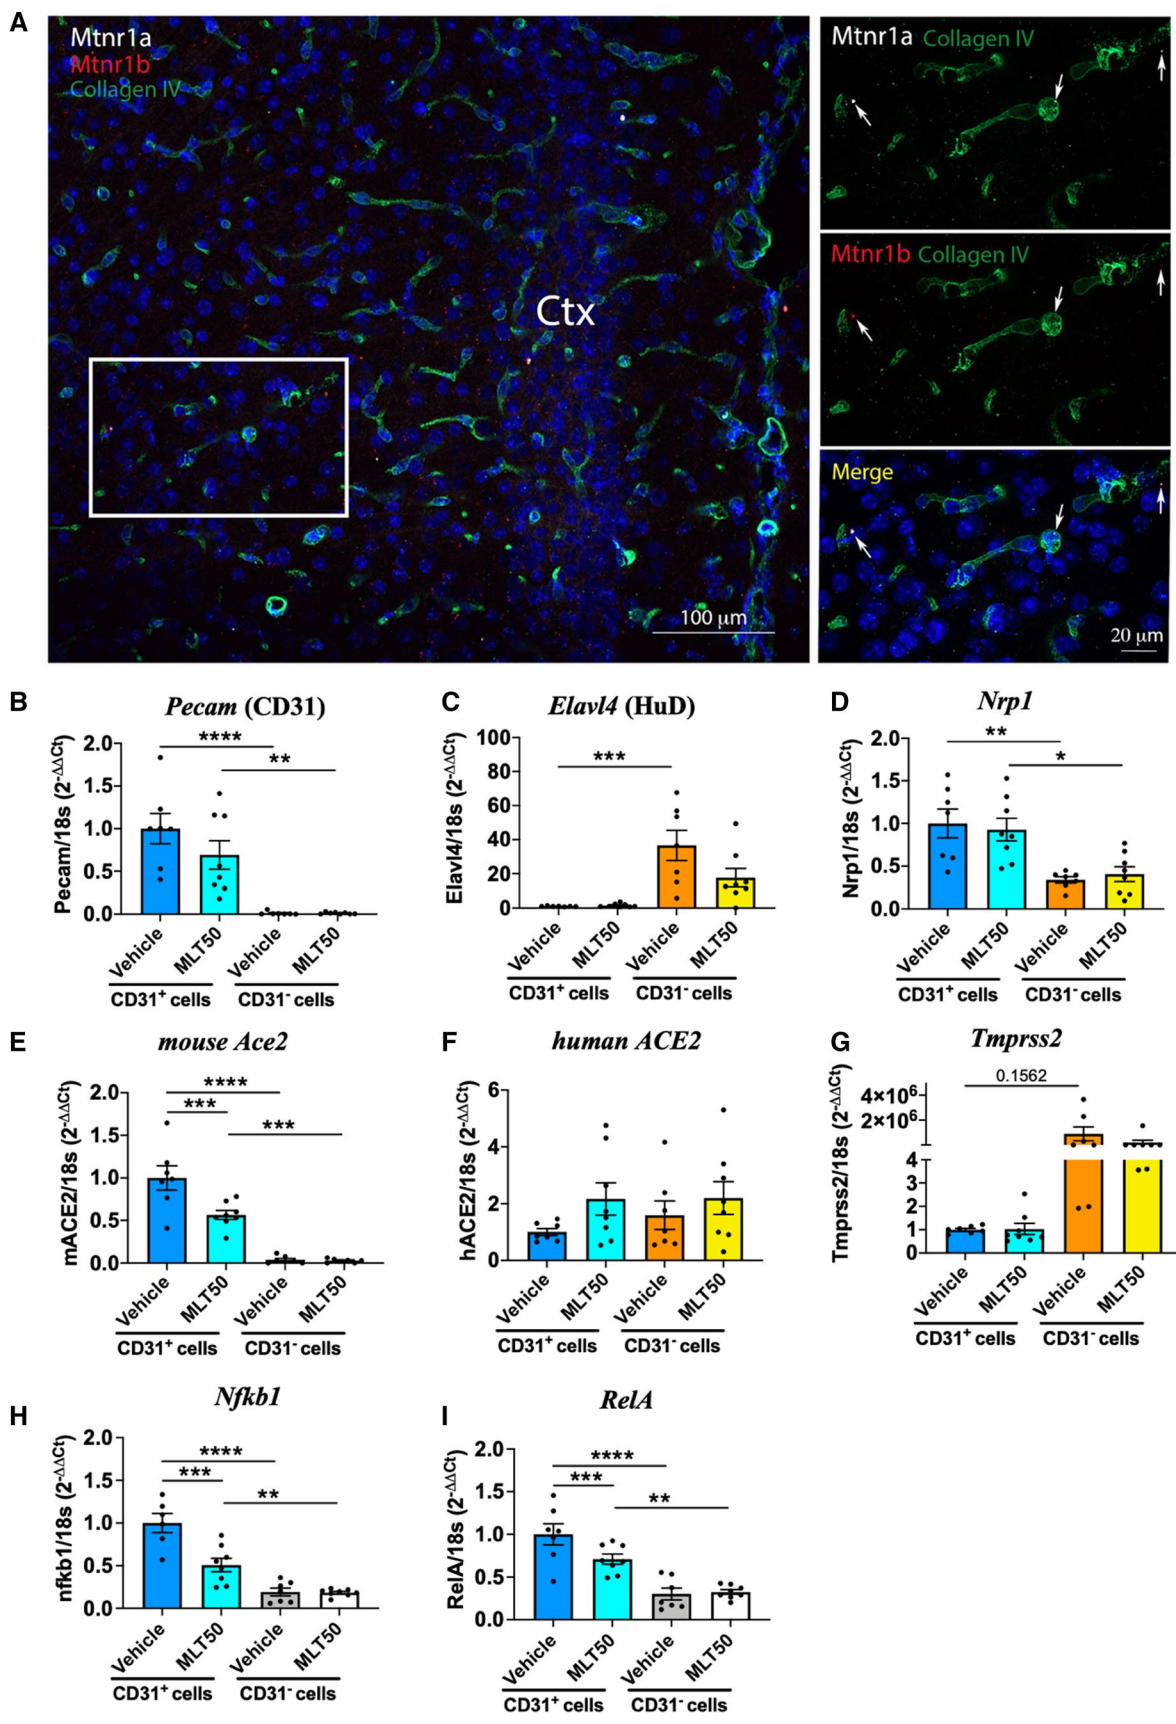 A
Mtnr1a
Mtnr1b
Collagen IV
Ctx
100 µm
Mtnr1a Collagen IV
Mtnr1b Collagen IV
Merge
20 µm
B
Pecam (CD31)
Pecam/18s (2-ΔΔCt)
2.0
1.5
1.0
0.5
0.0
****
**
Vehicle
MLT50
Vehicle
MLT50
CD31+ cells
CD31- cells
C
Elavl4 (HuD)
Elavl4/18s (2-ΔΔCt)
100
80
60
40
20
0
***
Vehicle
MLT50
Vehicle
MLT50
CD31+ cells
CD31- cells
D
Nrp1
Nrp1/18s (2-ΔΔCt)
2.0
1.5
1.0
0.5
0.0
**
*
Vehicle
MLT50
Vehicle
MLT50
CD31+ cells
CD31- cells
E
mouse Ace2
mACE2/18s (2-ΔΔCt)
2.0
1.5
1.0
0.5
0.0
****
***
***
Vehicle
MLT50
Vehicle
MLT50
CD31+ cells
CD31- cells
F
human ACE2
hACE2/18s (2-ΔΔCt)
6
4
2
0
Vehicle
MLT50
Vehicle
MLT50
CD31+ cells
CD31- cells
G
Tmprss2
Tmprss2/18s (2-ΔΔCt)
4×10⁶
2×10⁶
4
3
2
1
0
0.1562
Vehicle
MLT50
Vehicle
MLT50
CD31+ cells
CD31- cells
H
Nfkb1
nfkb1/18s (2-ΔΔCt)
2.0
1.5
1.0
0.5
0.0
****
***
**
Vehicle
MLT50
Vehicle
MLT50
CD31+ cells
CD31- cells
I
RelA
RelA/18s (2-ΔΔCt)
2.0
1.5
1.0
0.5
0.0
****
***
**
Vehicle
MLT50
Vehicle
MLT50
CD31+ cells
CD31- cells